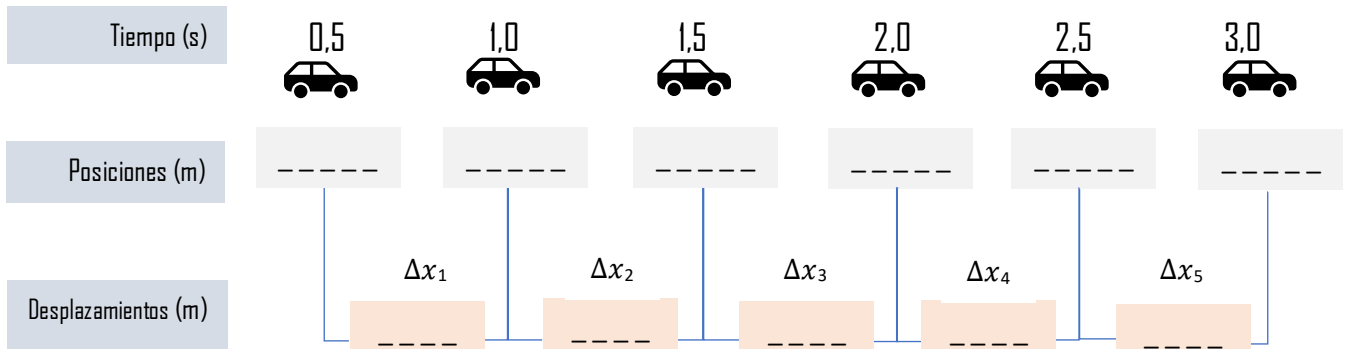 Tiempo (s) 0,5 1,0 1,5 2,0 2,5 3,0
Posiciones (m) _ _ _ _ _ _ _ _ _ _ _ _ _ _ _ _ _ _ _ _ _ _ _ _ _ _ _ _ _ _
Δx₁ Δx₂ Δx₃ Δx₄ Δx₅
Desplazamientos (m) _ _ _ _ _ _ _ _ _ _ _ _ _ _ _ _ _ _ _ _